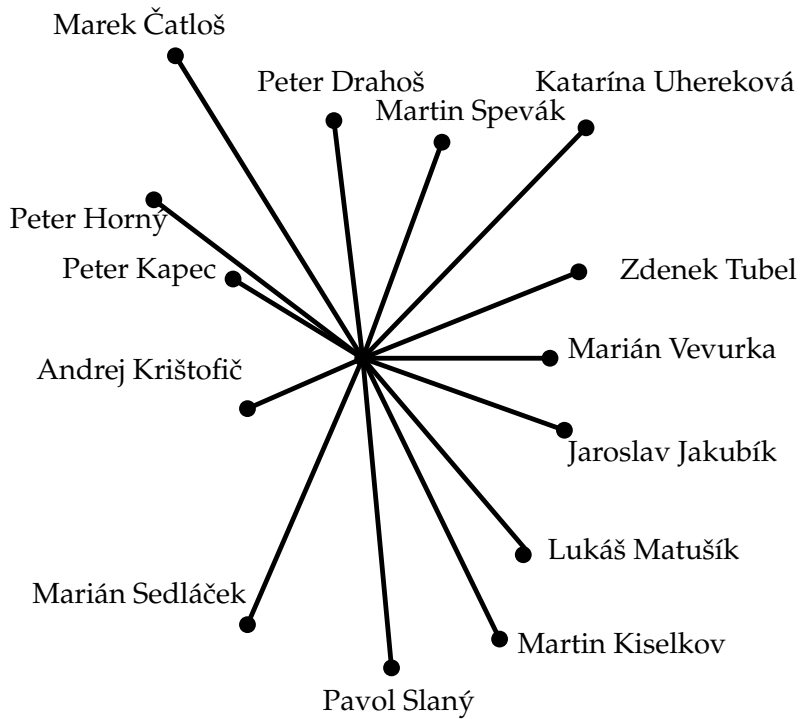 Marek Čatloš
Peter Drahoš
Katarína Uhereková
Martin Spevák
Peter Horný
Peter Kapec
Zdenek Tubel
Marián Vevurka
Andrej Krištofič
Jaroslav Jakubík
Lukáš Matušík
Marián Sedláček
Martin Kiselkov
Pavol Slaný